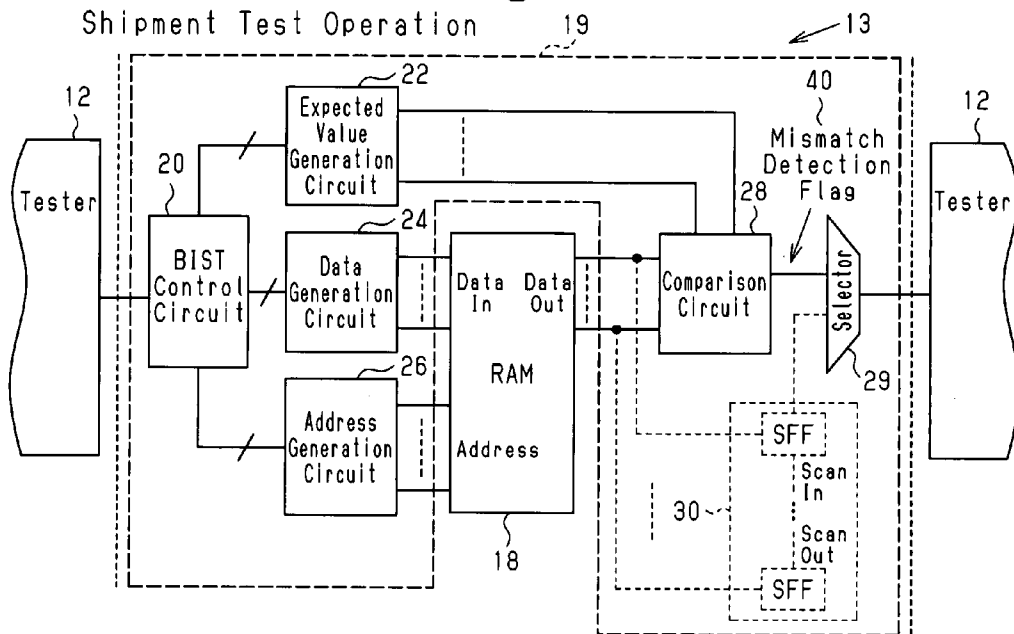 Shipment Test Operation
19
13
12
22
40
12
Expected
Value
Generation
Circuit
Mismatch
Detection
Flag
20
Tester
Tester
24
28
BIST
Control
Circuit
Data
Generation
Circuit
Data
In
Data
Out
Comparison
Circuit
Selector
26
RAM
29
Address
Generation
Circuit
Address
SFF
Scan
In
30
Scan
Out
18
SFF